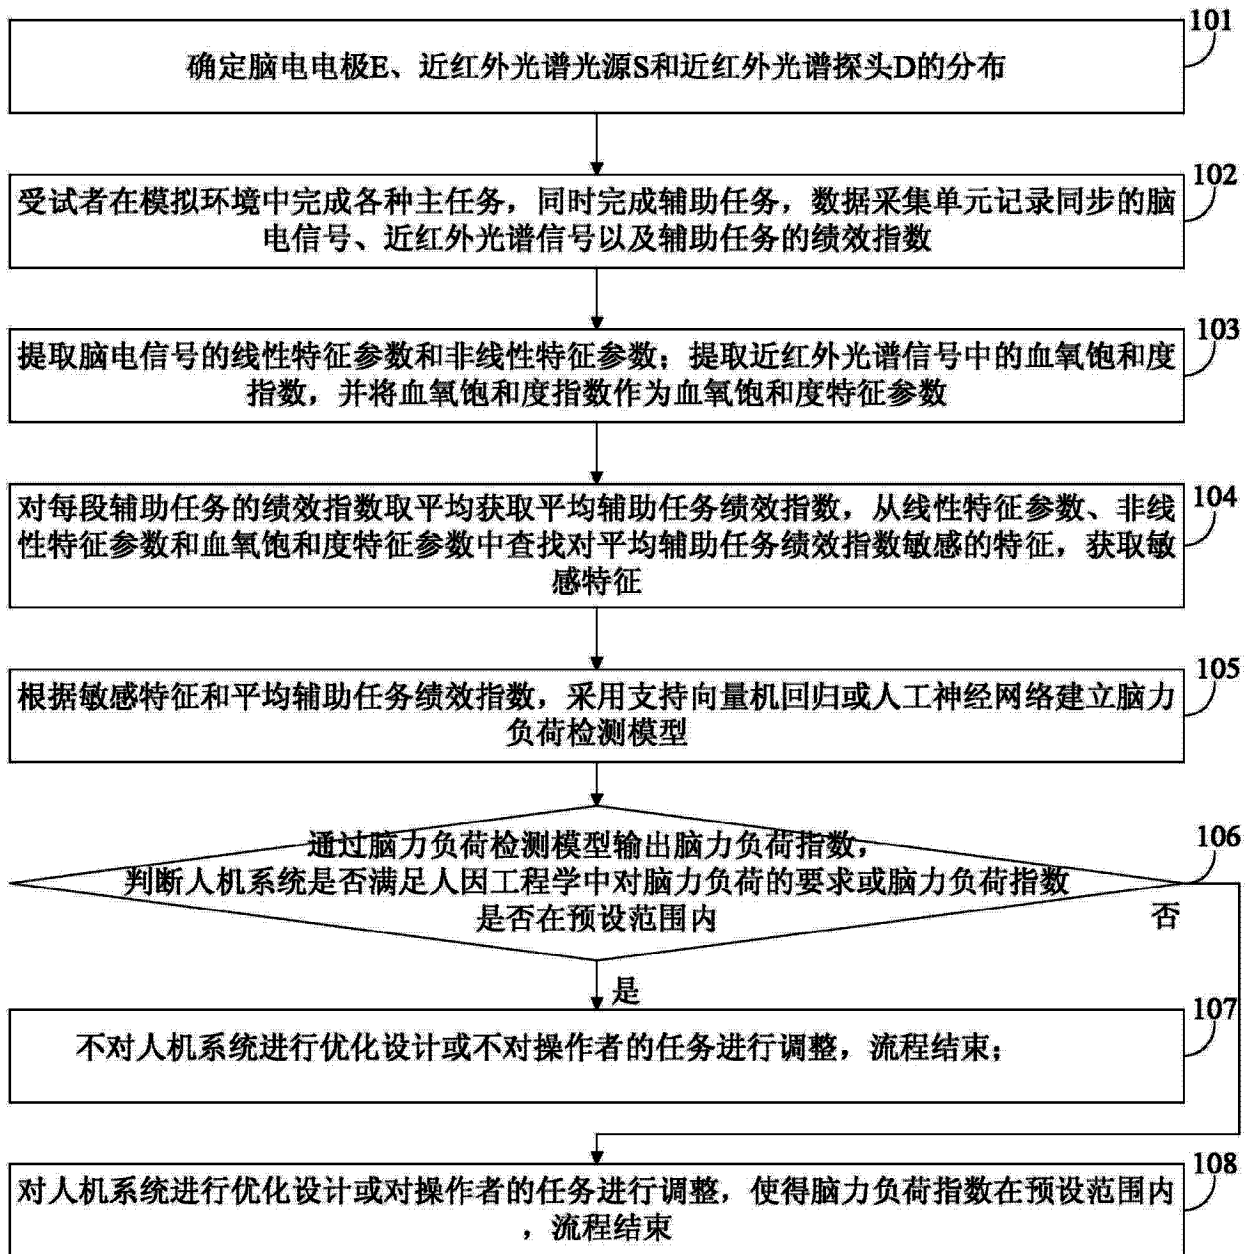 101
确定脑电电极E、近红外光谱光源S和近红外光谱探头D的分布
102
受试者在模拟环境中完成各种主任务，同时完成辅助任务，数据采集单元记录同步的脑
电信号、近红外光谱信号以及辅助任务的绩效指数
103
提取脑电信号的线性特征参数和非线性特征参数；提取近红外光谱信号中的血氧饱和度
指数，并将血氧饱和度指数作为血氧饱和度特征参数
104
对每段辅助任务的绩效指数取平均获取平均辅助任务绩效指数，从线性特征参数、非线
性特征参数和血氧饱和度特征参数中查找对平均辅助任务绩效指数敏感的特征，获取敏
感特征
105
根据敏感特征和平均辅助任务绩效指数，采用支持向量机回归或人工神经网络建立脑力
负荷检测模型
106
通过脑力负荷检测模型输出脑力负荷指数，
判断人机系统是否满足人因工程学中对脑力负荷的要求或脑力负荷指数
是否在预设范围内
否
是
107
不对人机系统进行优化设计或不对操作者的任务进行调整，流程结束；
108
对人机系统进行优化设计或对操作者的任务进行调整，使得脑力负荷指数在预设范围内
，流程结束